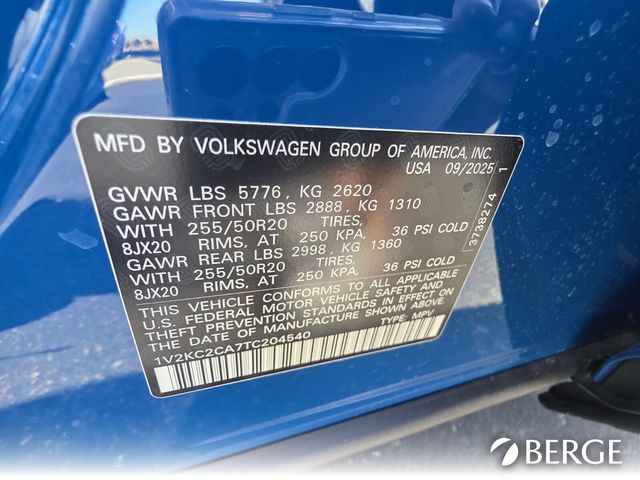 MFD BY VOLKSWAGEN GROUP OF AMERICA, INC.
USA 09/2025
GVWR LBS 5776, KG 2620
GAWR FRONT LBS 2888, KG 1310
WITH 255/50R20 TIRES,
8JX20 RIMS, AT 250 KPA, 36 PSI COLD
GAWR REAR LBS 2998, KG 1360
WITH 255/50R20 TIRES,
8JX20 RIMS, AT 250 KPA, 36 PSI COLD
THIS VEHICLE CONFORMS TO ALL APPLICABLE
U.S. FEDERAL MOTOR VEHICLE SAFETY AND
THEFT PREVENTION STANDARDS IN EFFECT ON
THE DATE OF MANUFACTURE SHOWN ABOVE.
1V2KC2CA7TC204540 TYPE: MPV
3738274 1
BERGE